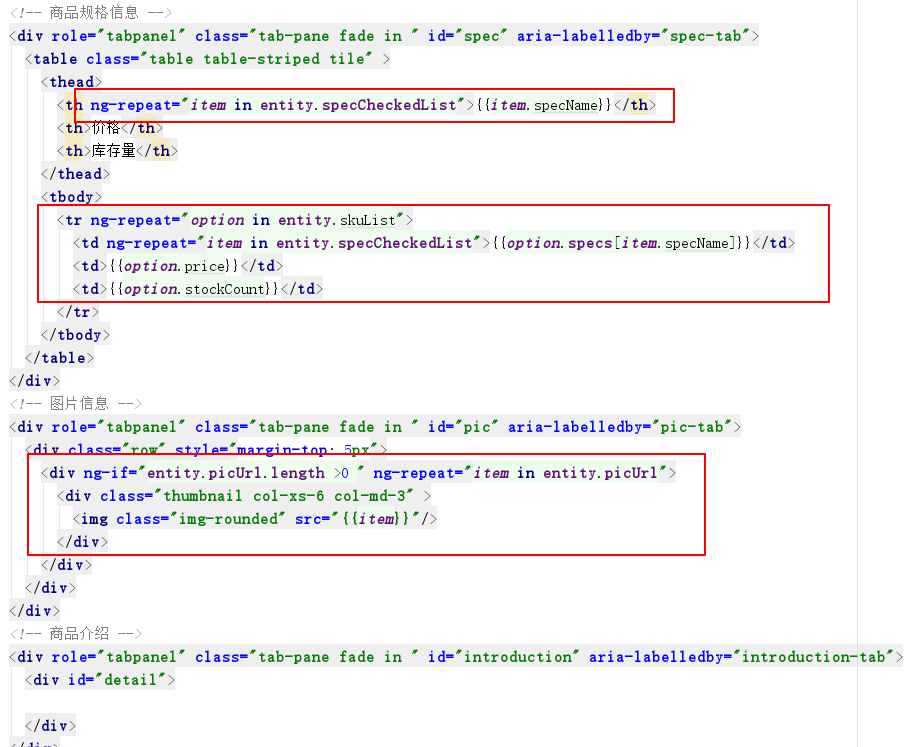 <!-- 商品规格信息 -->
<div role="tabpanel" class="tab-pane fade in " id="spec" aria-labelledby="spec-tab">
<table class="table table-striped tile" >
<thead>
<th ng-repeat="item in entity.specCheckedList">{{item.specName}}</th>
<th>价格</th>
<th>库存量</th>
</thead>
<tbody>
<tr ng-repeat="option in entity.skuList">
<td ng-repeat="item in entity.specCheckedList">{{option.specs[item.specName]}}</td>
<td>{{option.price}}</td>
<td>{{option.stockCount}}</td>
</tr>
</tbody>
</table>
</div>
<!-- 图片信息 -->
<div role="tabpanel" class="tab-pane fade in " id="pic" aria-labelledby="pic-tab">
<div class="row" style="margin-top: 5px">
<div ng-if="entity.picUrl.length >0 " ng-repeat="item in entity.picUrl">
<div class="thumbnail col-xs-6 col-md-3" >
<img class="img-rounded" src="{{item}}"/>
</div>
</div>
</div>
</div>
<!-- 商品介绍 -->
<div role="tabpanel" class="tab-pane fade in " id="introduction" aria-labelledby="introduction-tab">
<div id="detail">
</div>
</div>